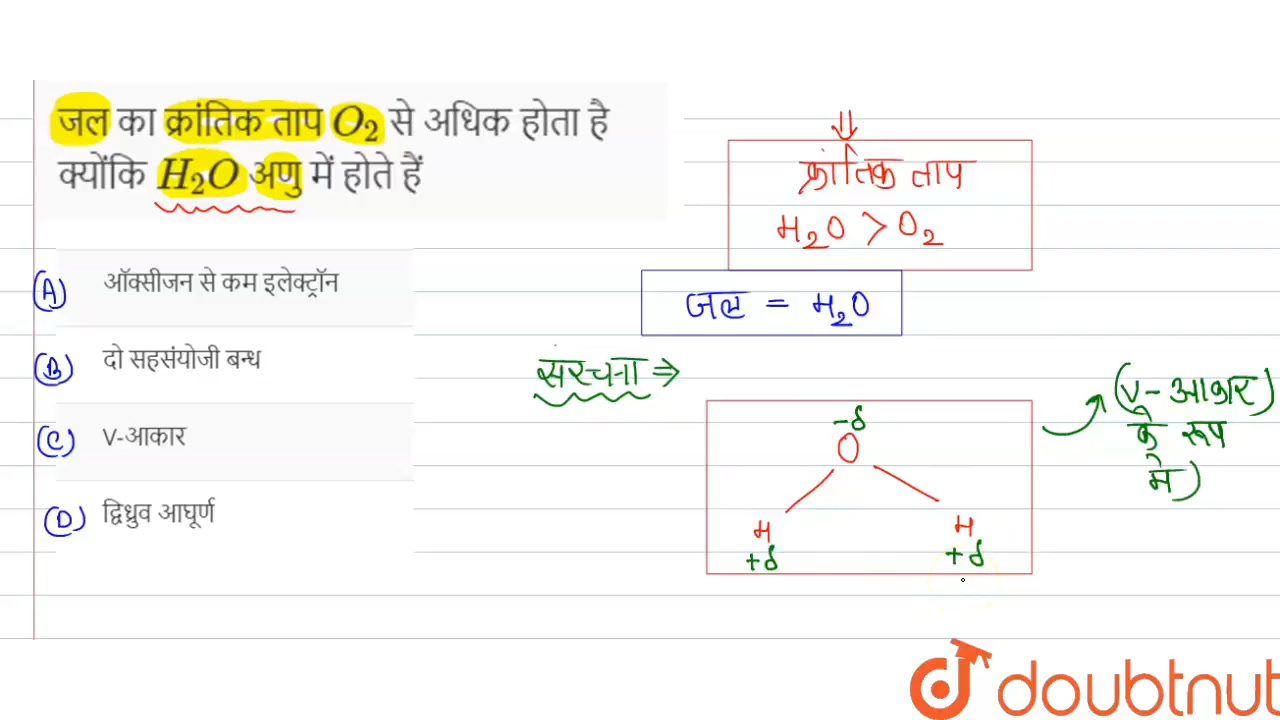 जल का क्रांतिक ताप O₂ से अधिक होता है
क्योंकि H₂O अणु में होते हैं
(A) ऑक्सीजन से कम इलेक्ट्रॉन
(B) दो सहसंयोजी बन्ध
(C) V-आकार
(D) द्विध्रुव आघूर्ण
क्रांतिक ताप
H₂O > O₂
जल = H₂O
संरचना ⇒
-δ
O
H H
+δ +δ
(V-आकार)
के रूप
में)
doubtnut